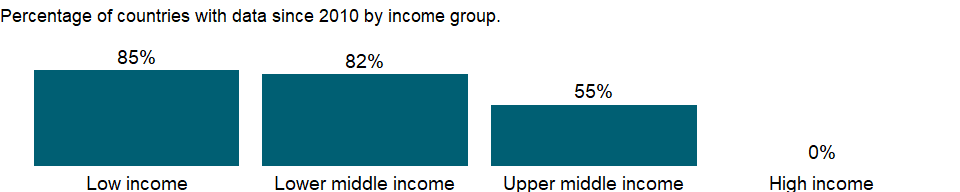 Percentage of countries with data since 2010 by income group.
85%
82%
55%
0%
Low income
Lower middle income
Upper middle income
High income